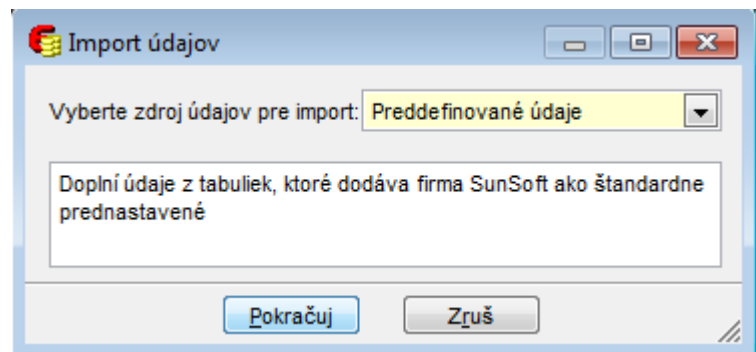 Import údajov
Vyberte zdroj údajov pre import: Preddefinované údaje
Doplní údaje z tabuliek, ktoré dodáva firma SunSoft ako štandardne
prednastavené
Pokračuj Zruš